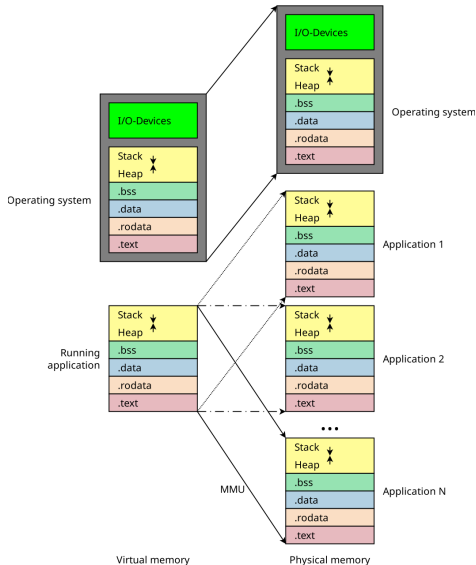 I/O-Devices
Stack
Heap
.bss
.data
.rodata
.text
Operating system
I/O-Devices
Stack
Heap
.bss
.data
.rodata
.text
Operating system
Stack
Heap
.bss
.data
.rodata
.text
Application 1
Stack
Heap
.bss
.data
.rodata
.text
Running
application
Stack
Heap
.bss
.data
.rodata
.text
Application 2
...
Stack
Heap
.bss
.data
.rodata
.text
Application N
MMU
Virtual memory
Physical memory